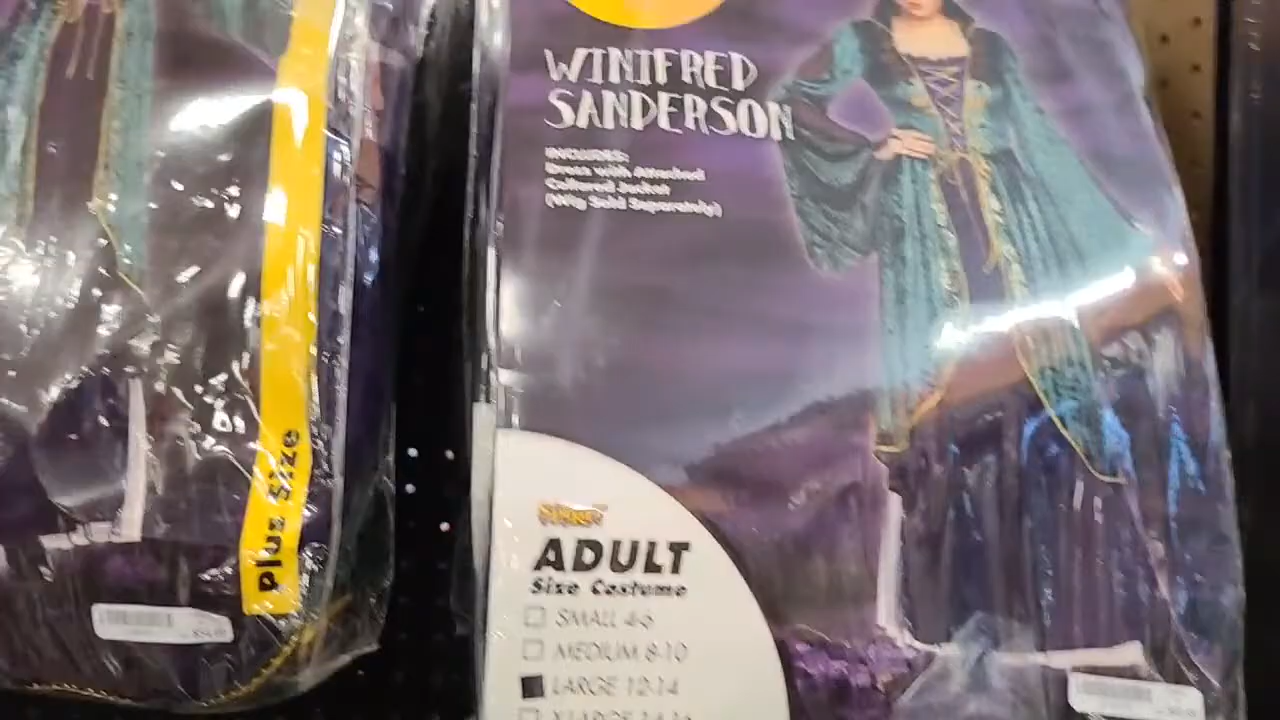 WINIFRED
SANDERSON
INCLUDES:
Dress with Attached
Collared Jacket
(Wig Sold Separately)
Plus Size
ADULT
Size Costume
SMALL 4-6
MEDIUM 8-10
LARGE 12-14